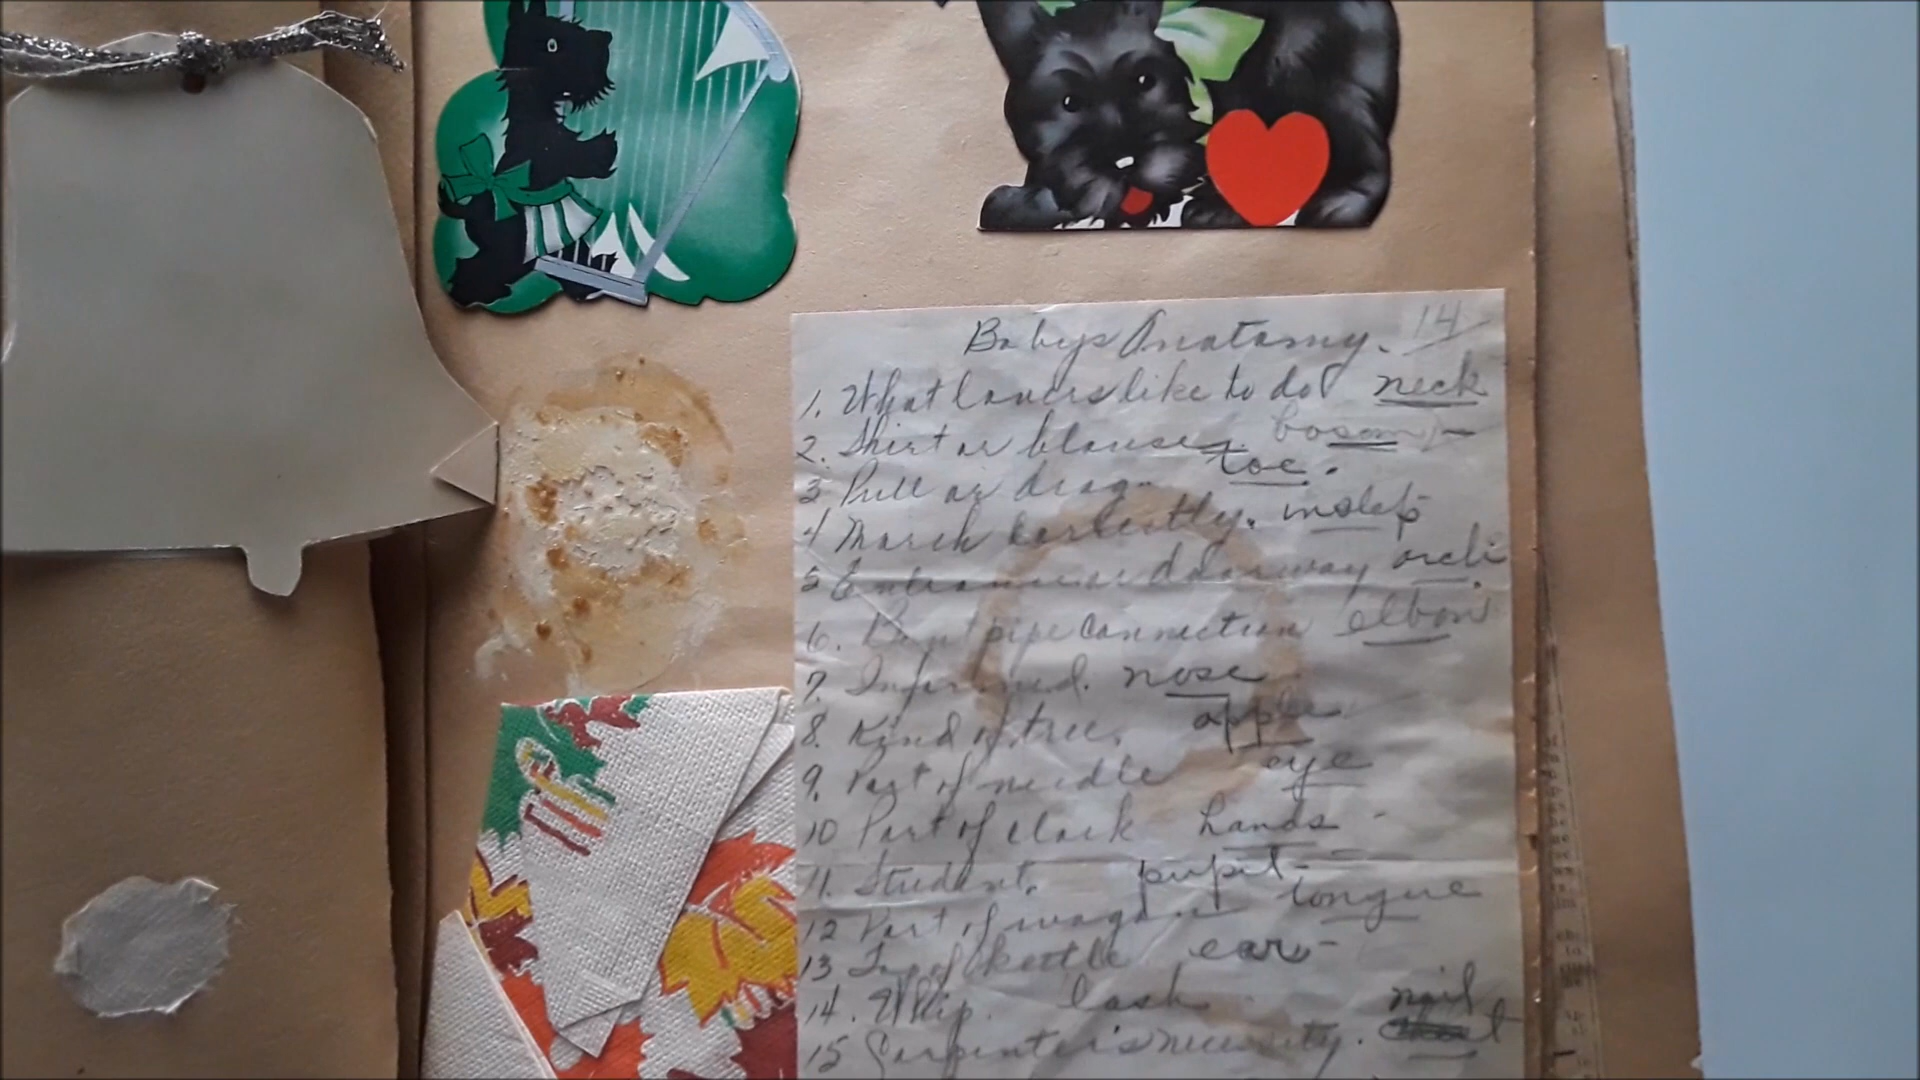 Babys Anatomy. 14
1. What lovers like to do neck
2. Shirt or blouse. bosom
3 Pull or drag. toe.
4 March correctly. instep
5 Entrance or doorway arch
6. Bent pipe connection elbow
7. Informed. nose
8. Kind of tree. apple
9. Part of needle eye
10 Part of clock hands
11. Student. pupil
12 Part of wagon tongue
13 kettle ear
14. Whip. lash
15 Carpenter's necessity. nail